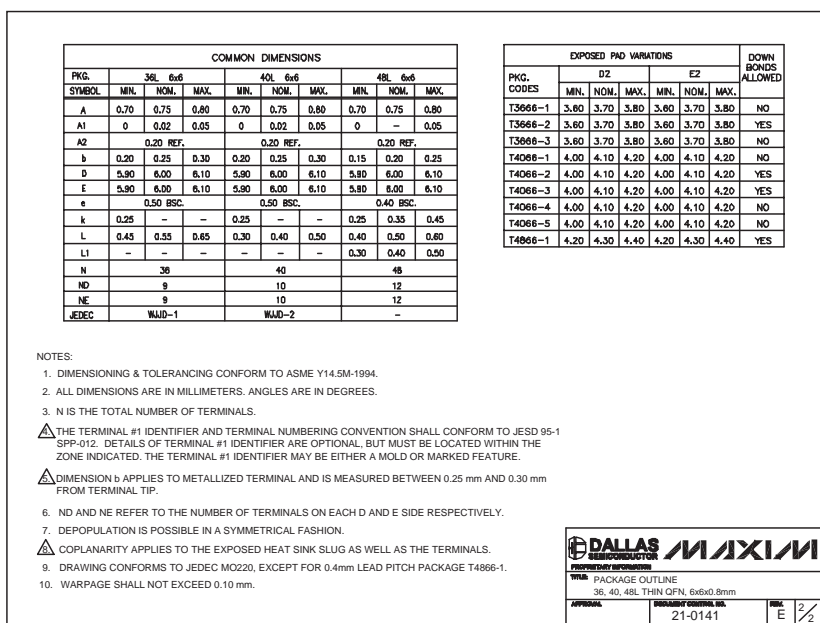 COMMON DIMENSIONS
PKG. 36L 6x6 40L 6x6 48L 6x6
SYMBOL MIN. NOM. MAX. MIN. NOM. MAX. MIN. NOM. MAX.
A 0.70 0.75 0.80 0.70 0.75 0.80 0.70 0.75 0.80
A1 0 0.02 0.05 0 0.02 0.05 0 – 0.05
A2 0.20 REF. 0.20 REF. 0.20 REF.
b 0.20 0.25 0.30 0.20 0.25 0.30 0.15 0.20 0.25
D 5.90 6.00 6.10 5.90 6.00 6.10 5.90 6.00 6.10
E 5.90 6.00 6.10 5.90 6.00 6.10 5.90 6.00 6.10
e 0.50 BSC. 0.50 BSC. 0.40 BSC.
k 0.25 – – 0.25 – – 0.25 0.35 0.45
L 0.45 0.55 0.65 0.30 0.40 0.50 0.40 0.50 0.60
L1 – – – – – – 0.30 0.40 0.50
N 36 40 48
ND 9 10 12
NE 9 10 12
JEDEC WJJD-1 WJJD-2 –
EXPOSED PAD VARIATIONS DOWN BONDS ALLOWED
PKG. CODES D2 E2
MIN. NOM. MAX. MIN. NOM. MAX.
T3666-1 3.60 3.70 3.80 3.60 3.70 3.80 NO
T3666-2 3.60 3.70 3.80 3.60 3.70 3.80 YES
T3666-3 3.60 3.70 3.80 3.60 3.70 3.80 NO
T4066-1 4.00 4.10 4.20 4.00 4.10 4.20 NO
T4066-2 4.00 4.10 4.20 4.00 4.10 4.20 YES
T4066-3 4.00 4.10 4.20 4.00 4.10 4.20 YES
T4066-4 4.00 4.10 4.20 4.00 4.10 4.20 NO
T4066-5 4.00 4.10 4.20 4.00 4.10 4.20 NO
T4866-1 4.20 4.30 4.40 4.20 4.30 4.40 YES
NOTES:
1. DIMENSIONING & TOLERANCING CONFORM TO ASME Y14.5M-1994.
2. ALL DIMENSIONS ARE IN MILLIMETERS. ANGLES ARE IN DEGREES.
3. N IS THE TOTAL NUMBER OF TERMINALS.
4. THE TERMINAL #1 IDENTIFIER AND TERMINAL NUMBERING CONVENTION SHALL CONFORM TO JESD 95-1
SPP-012. DETAILS OF TERMINAL #1 IDENTIFIER ARE OPTIONAL, BUT MUST BE LOCATED WITHIN THE
ZONE INDICATED. THE TERMINAL #1 IDENTIFIER MAY BE EITHER A MOLD OR MARKED FEATURE.
5. DIMENSION b APPLIES TO METALLIZED TERMINAL AND IS MEASURED BETWEEN 0.25 mm AND 0.30 mm
FROM TERMINAL TIP.
6. ND AND NE REFER TO THE NUMBER OF TERMINALS ON EACH D AND E SIDE RESPECTIVELY.
7. DEPOPULATION IS POSSIBLE IN A SYMMETRICAL FASHION.
8. COPLANARITY APPLIES TO THE EXPOSED HEAT SINK SLUG AS WELL AS THE TERMINALS.
9. DRAWING CONFORMS TO JEDEC MO220, EXCEPT FOR 0.4mm LEAD PITCH PACKAGE T4866-1.
10. WARPAGE SHALL NOT EXCEED 0.10 mm.
DALLAS SEMICONDUCTOR MAXIM
PROPRIETARY INFORMATION
TITLE: PACKAGE OUTLINE
36, 40, 48L THIN QFN, 6x6x0.8mm
APPROVAL DOCUMENT CONTROL NO. REV.
21-0141 E 2/2